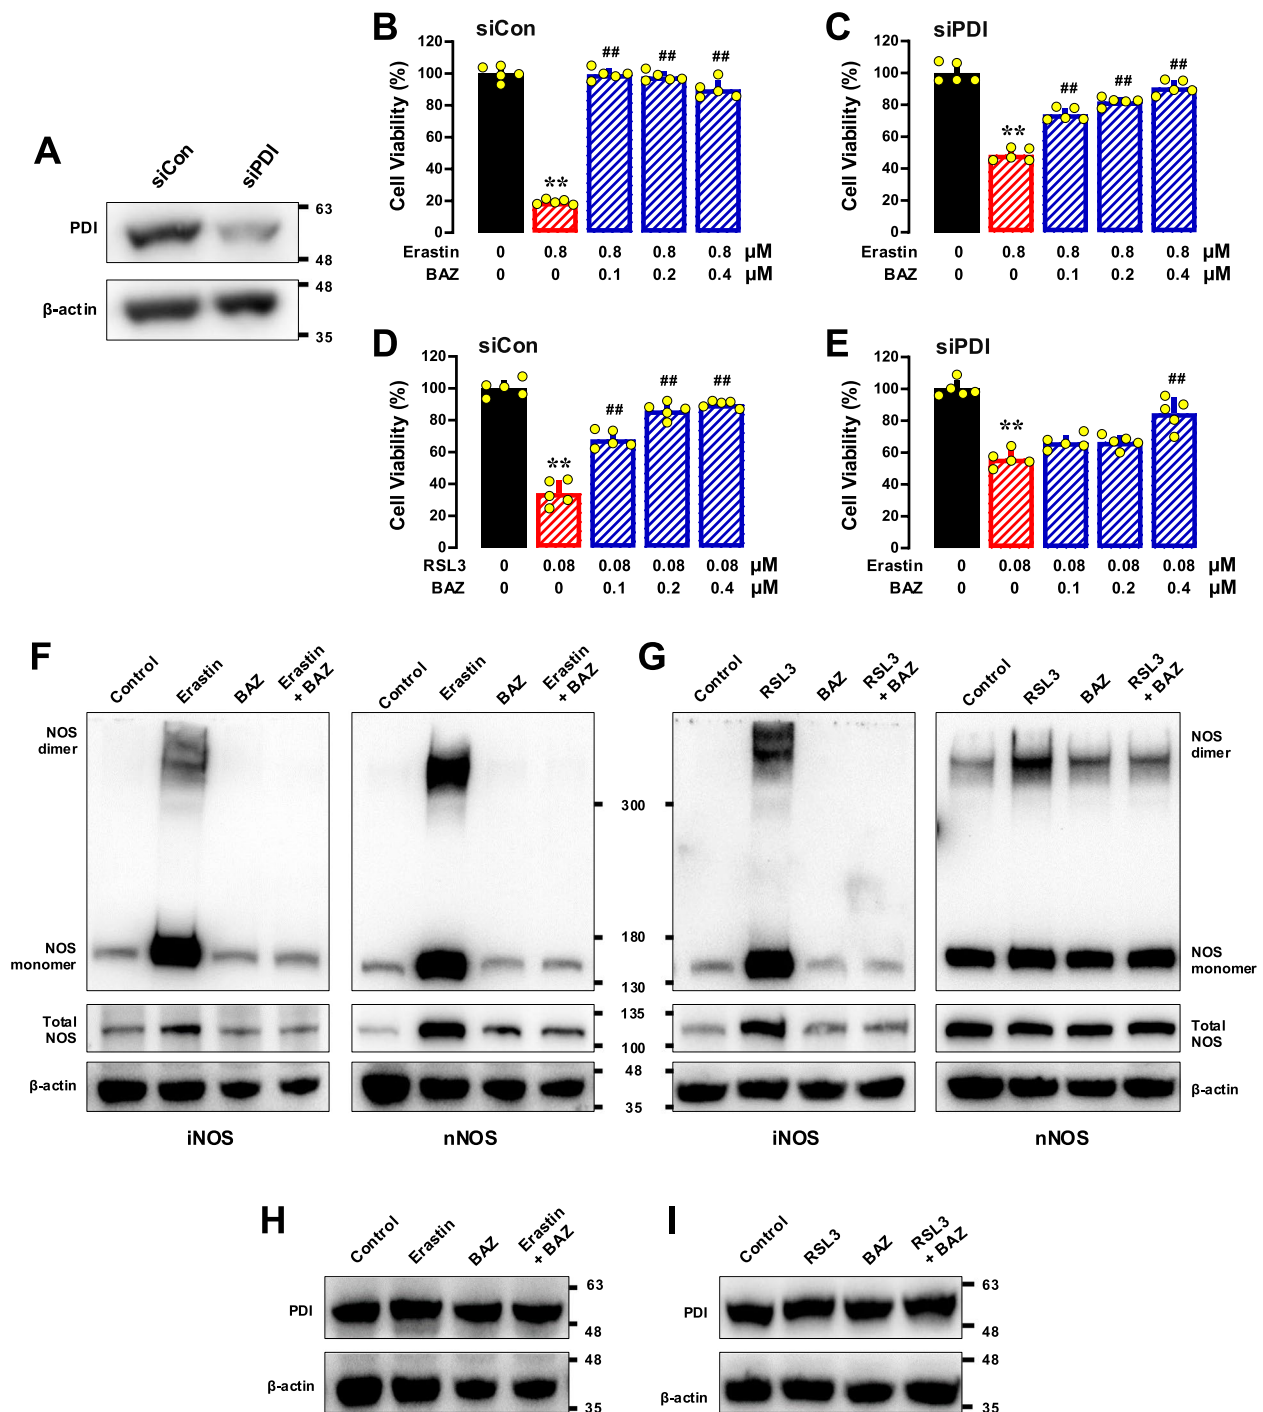 A
siCon
siPDI
PDI
63
48
β-actin
48
35
B
siCon
Cell Viability (%)
120
100
80
60
40
20
0
**
##
##
##
Erastin 0 0.8 0.8 0.8 0.8 μM
BAZ 0 0 0.1 0.2 0.4 μM
C
siPDI
Cell Viability (%)
120
100
80
60
40
20
0
**
##
##
##
Erastin 0 0.8 0.8 0.8 0.8 μM
BAZ 0 0 0.1 0.2 0.4 μM
D
siCon
Cell Viability (%)
120
100
80
60
40
20
0
**
##
##
##
RSL3 0 0.08 0.08 0.08 0.08 μM
BAZ 0 0 0.1 0.2 0.4 μM
E
siPDI
Cell Viability (%)
120
100
80
60
40
20
0
**
##
Erastin 0 0.08 0.08 0.08 0.08 μM
BAZ 0 0 0.1 0.2 0.4 μM
F
Control
Erastin
BAZ
Erastin
+ BAZ
Control
Erastin
BAZ
Erastin
+ BAZ
NOS
dimer
NOS
monomer
Total
NOS
β-actin
300
180
130
135
100
48
35
iNOS
nNOS
G
Control
RSL3
BAZ
RSL3
+ BAZ
Control
RSL3
BAZ
RSL3
+ BAZ
NOS
dimer
NOS
monomer
Total
NOS
β-actin
iNOS
nNOS
H
Control
Erastin
BAZ
Erastin
+ BAZ
PDI
63
48
β-actin
48
35
I
Control
RSL3
BAZ
RSL3
+ BAZ
PDI
63
48
β-actin
48
35